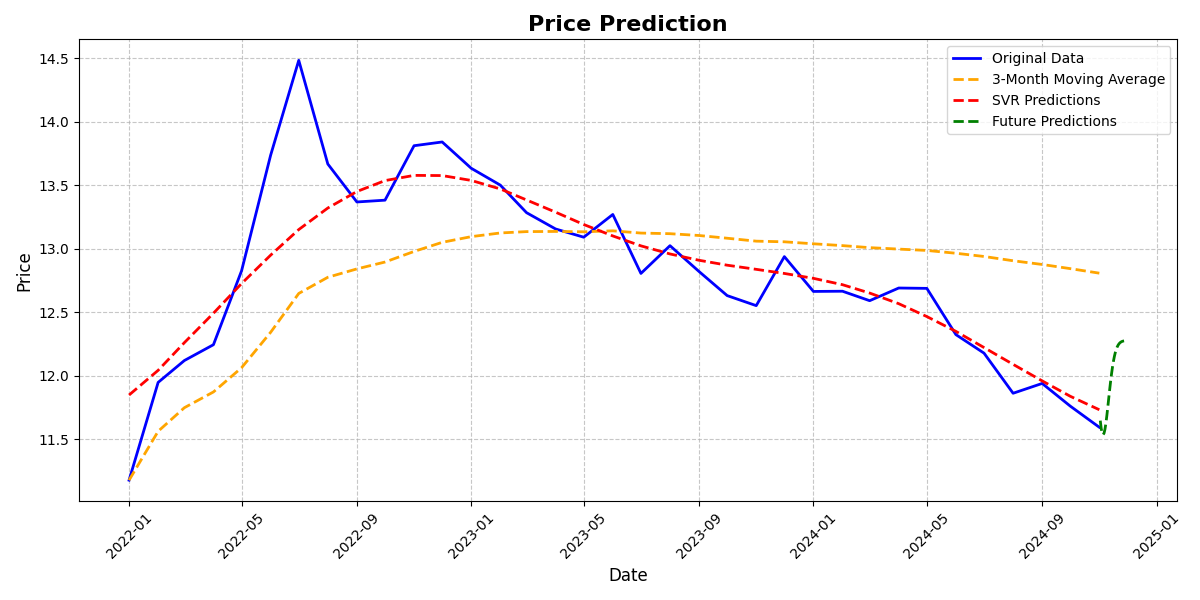 Price Prediction
Original Data
3-Month Moving Average
SVR Predictions
Future Predictions
Price
14.5
14.0
13.5
13.0
12.5
12.0
11.5
2022-01
2022-05
2022-09
2023-01
2023-05
2023-09
2024-01
2024-05
2024-09
2025-01
Date